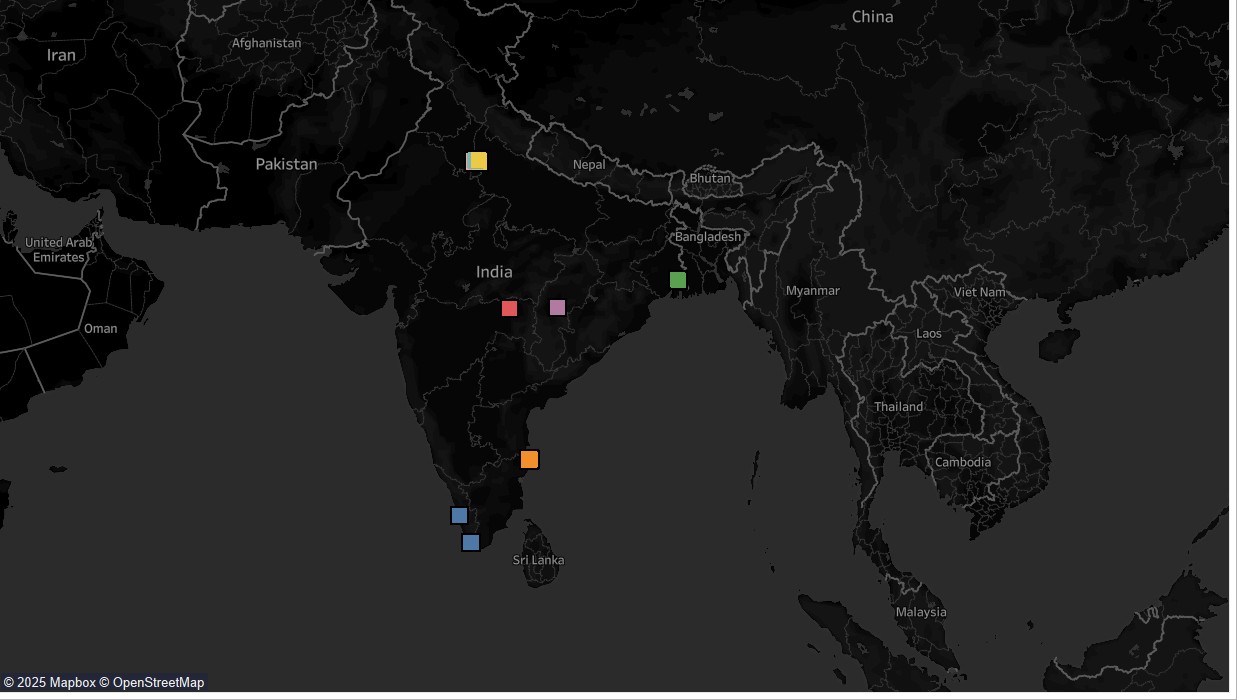 China
Iran
Afghanistan
Pakistan
Nepal
Bhutan
Bangladesh
United Arab
Emirates
India
Myanmar
Viet Nam
Oman
Laos
Thailand
Cambodia
Sri Lanka
Malaysia
© 2025 Mapbox © OpenStreetMap